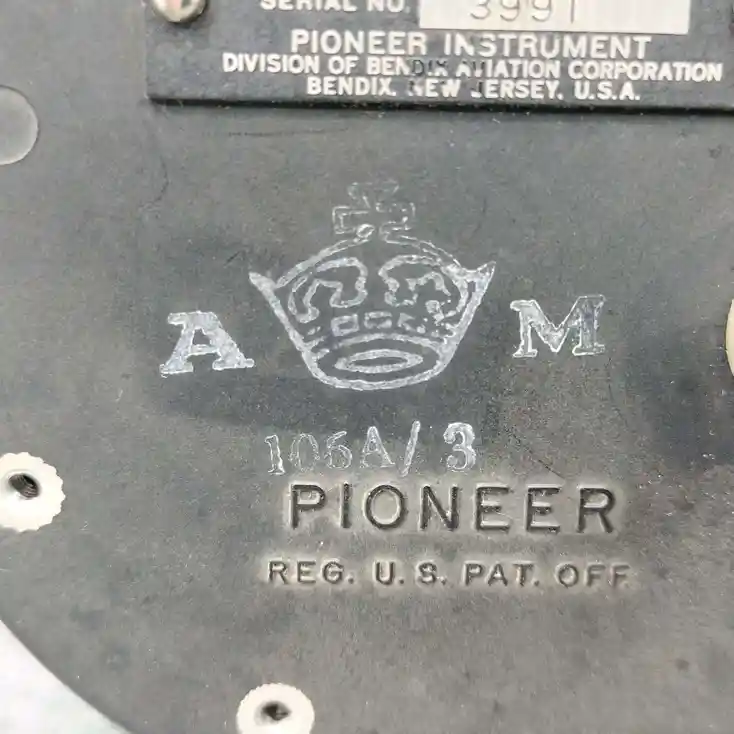 SERIAL NO. 3991
PIONEER INSTRUMENT
DIVISION OF BENDIX AVIATION CORPORATION
BENDIX, NEW JERSEY, U.S.A.
A M
106A/3
PIONEER
REG. U.S. PAT. OFF.